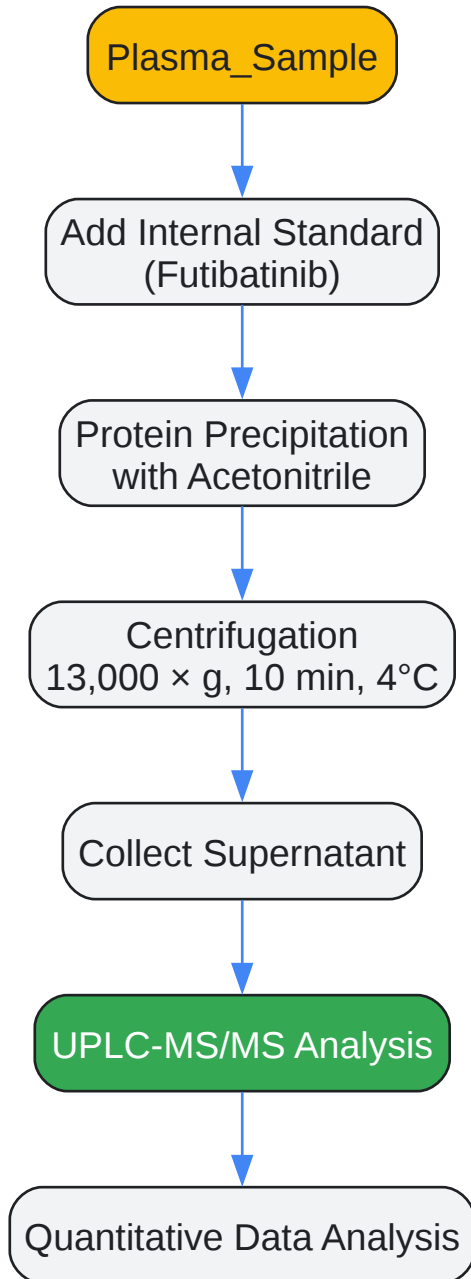 Plasma_Sample
Add Internal Standard
(Futibatinib)
Protein Precipitation
with Acetonitrile
Centrifugation
13,000 × g, 10 min, 4°C
Collect Supernatant
UPLC-MS/MS Analysis
Quantitative Data Analysis